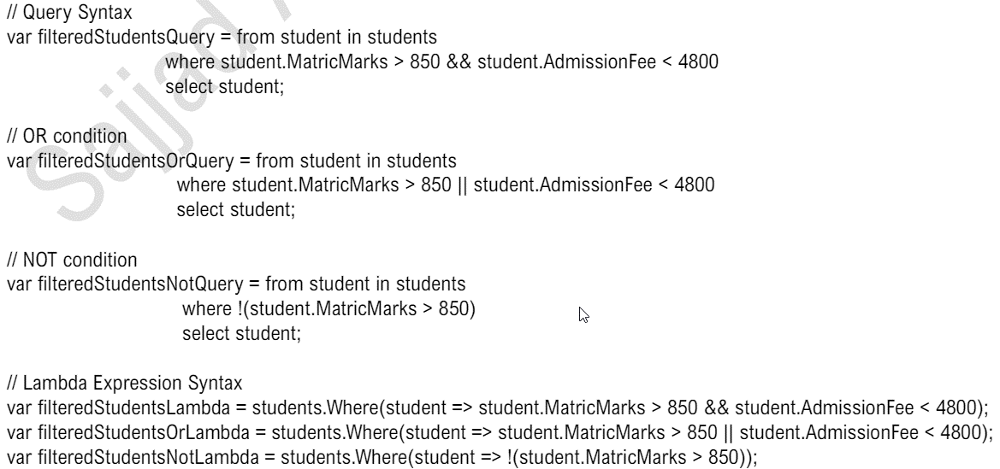 // Query Syntax
var filteredStudentsQuery = from student in students
where student.MatricMarks > 850 && student.AdmissionFee < 4800
select student;
// OR condition
var filteredStudentsOrQuery = from student in students
where student.MatricMarks > 850 || student.AdmissionFee < 4800
select student;
// NOT condition
var filteredStudentsNotQuery = from student in students
where !(student.MatricMarks > 850)
select student;
// Lambda Expression Syntax
var filteredStudentsLambda = students.Where(student => student.MatricMarks > 850 && student.AdmissionFee < 4800);
var filteredStudentsOrLambda = students.Where(student => student.MatricMarks > 850 || student.AdmissionFee < 4800);
var filteredStudentsNotLambda = students.Where(student => !(student.MatricMarks > 850));
Sajjad